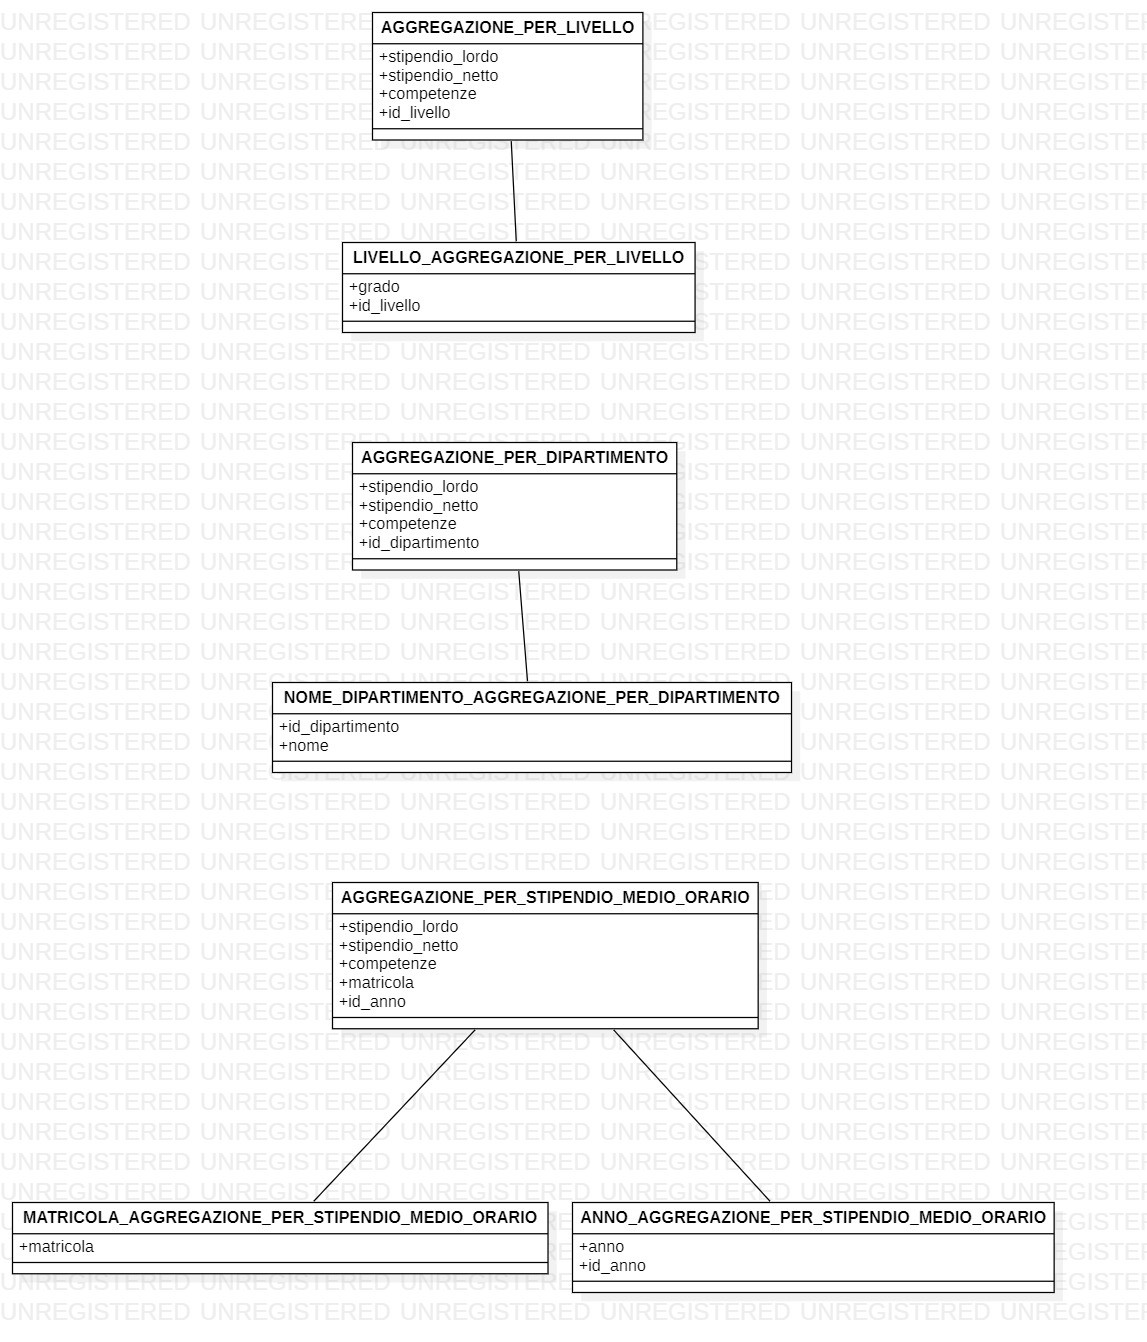 AGGREGAZIONE_PER_LIVELLO
+stipendio_lordo
+stipendio_netto
+competenze
+id_livello
LIVELLO_AGGREGAZIONE_PER_LIVELLO
+grado
+id_livello
AGGREGAZIONE_PER_DIPARTIMENTO
+stipendio_lordo
+stipendio_netto
+competenze
+id_dipartimento
NOME_DIPARTIMENTO_AGGREGAZIONE_PER_DIPARTIMENTO
+id_dipartimento
+nome
AGGREGAZIONE_PER_STIPENDIO_MEDIO_ORARIO
+stipendio_lordo
+stipendio_netto
+competenze
+matricola
+id_anno
MATRICOLA_AGGREGAZIONE_PER_STIPENDIO_MEDIO_ORARIO
+matricola
ANNO_AGGREGAZIONE_PER_STIPENDIO_MEDIO_ORARIO
+anno
+id_anno
UNREGISTERED